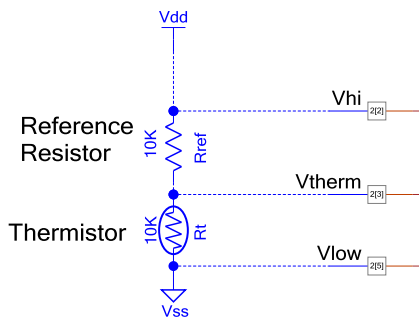 Vdd
Vhi
2[2]
Reference
Resistor
10K
Rref
Vtherm
2[3]
Thermistor
10K
Rt
Vlow
2[5]
Vss